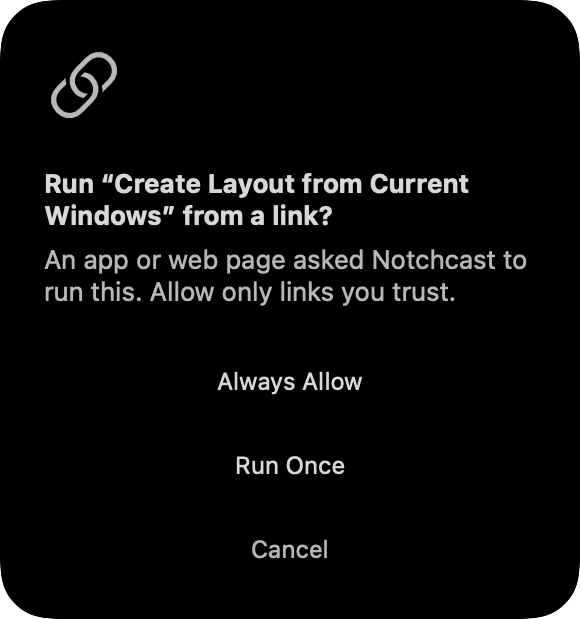 Run “Create Layout from Current
Windows” from a link?
An app or web page asked Notchcast to
run this. Allow only links you trust.
Always Allow
Run Once
Cancel